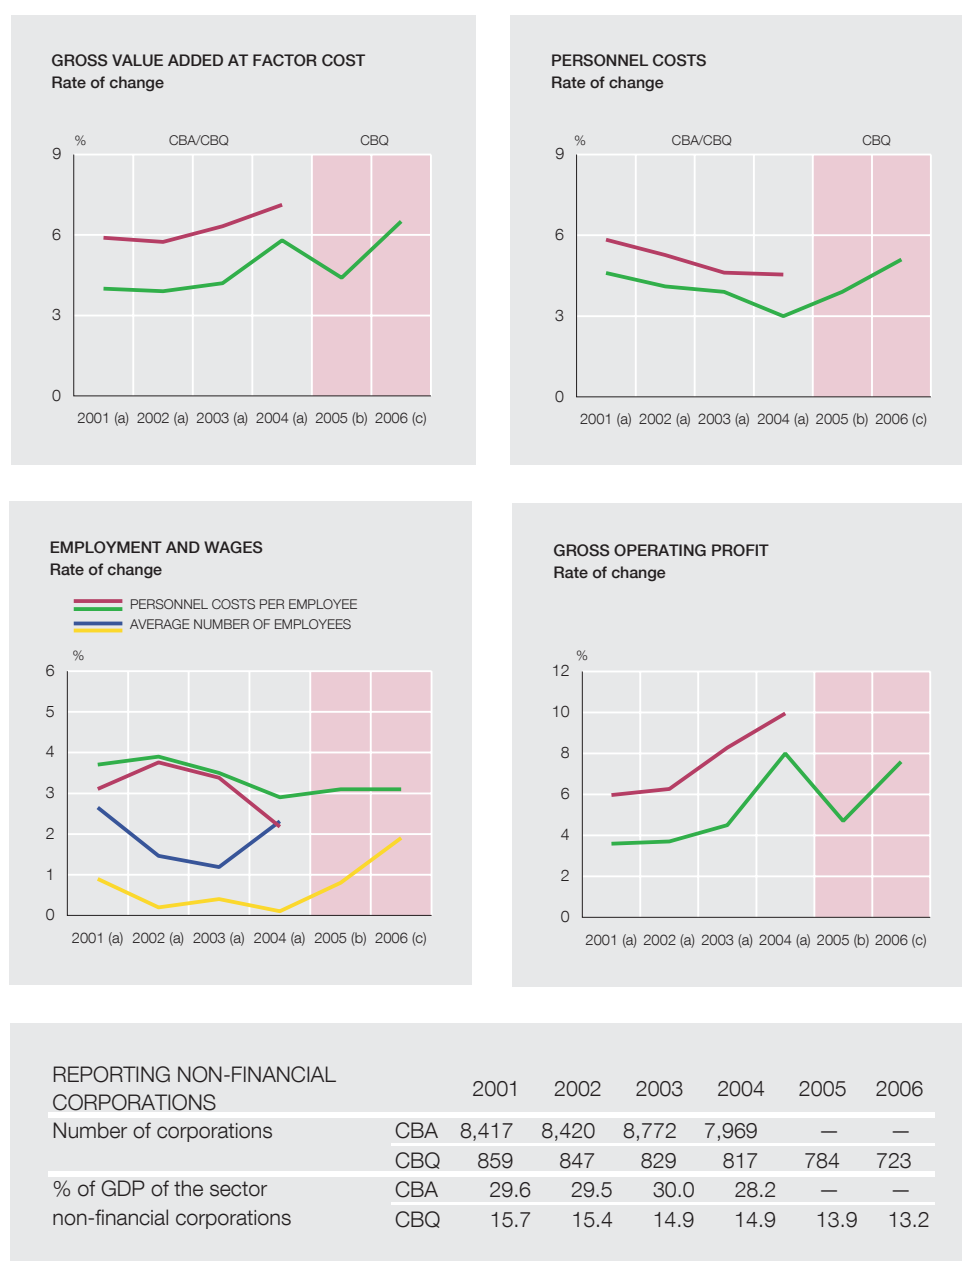 GROSS VALUE ADDED AT FACTOR COST
Rate of change
% CBA/CBQ CBQ
9
6
3
0
2001 (a) 2002 (a) 2003 (a) 2004 (a) 2005 (b) 2006 (c)
PERSONNEL COSTS
Rate of change
% CBA/CBQ CBQ
9
6
3
0
2001 (a) 2002 (a) 2003 (a) 2004 (a) 2005 (b) 2006 (c)
EMPLOYMENT AND WAGES
Rate of change
PERSONNEL COSTS PER EMPLOYEE
AVERAGE NUMBER OF EMPLOYEES
%
6
5
4
3
2
1
0
2001 (a) 2002 (a) 2003 (a) 2004 (a) 2005 (b) 2006 (c)
GROSS OPERATING PROFIT
Rate of change
%
12
10
8
6
4
2
0
2001 (a) 2002 (a) 2003 (a) 2004 (a) 2005 (b) 2006 (c)
REPORTING NON-FINANCIAL
CORPORATIONS 2001 2002 2003 2004 2005 2006
Number of corporations CBA 8,417 8,420 8,772 7,969 — —
CBQ 859 847 829 817 784 723
% of GDP of the sector CBA 29.6 29.5 30.0 28.2 — —
non-financial corporations CBQ 15.7 15.4 14.9 14.9 13.9 13.2